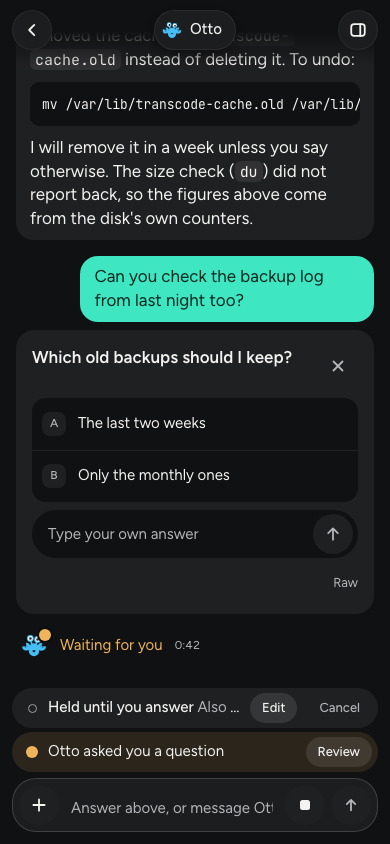 Otto
moved the
cache.old instead of deleting it. To undo:
mv /var/lib/transcode-cache.old /var/lib/
I will remove it in a week unless you say
otherwise. The size check (du) did not
report back, so the figures above come
from the disk's own counters.
Can you check the backup log
from last night too?
Which old backups should I keep?
A The last two weeks
B Only the monthly ones
Type your own answer
Raw
Waiting for you 0:42
Held until you answer Also ... Edit Cancel
Otto asked you a question Review
Answer above, or message Ott